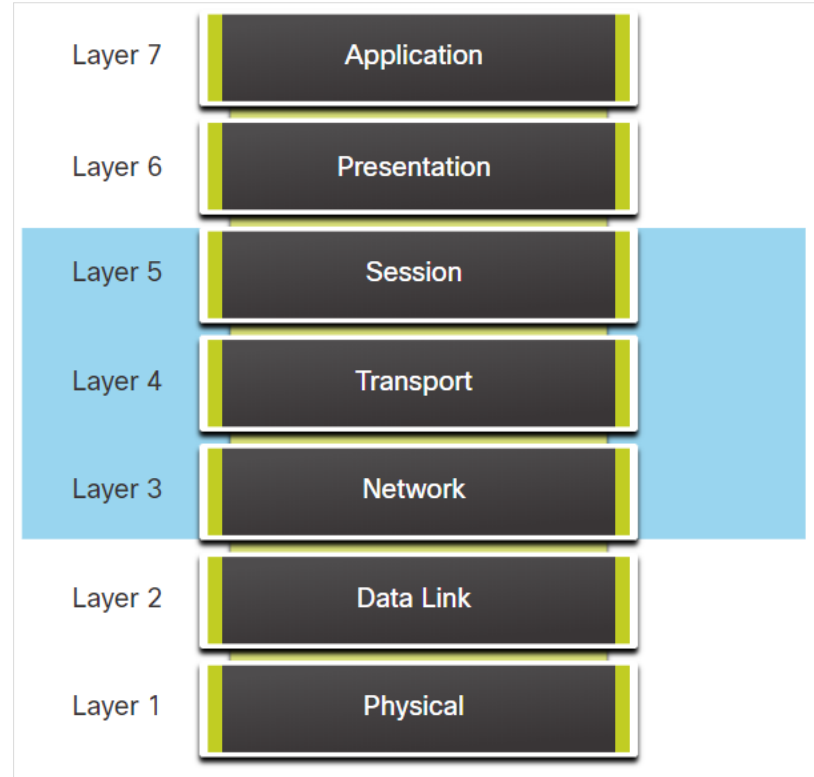 Layer 7 Application
Layer 6 Presentation
Layer 5 Session
Layer 4 Transport
Layer 3 Network
Layer 2 Data Link
Layer 1 Physical